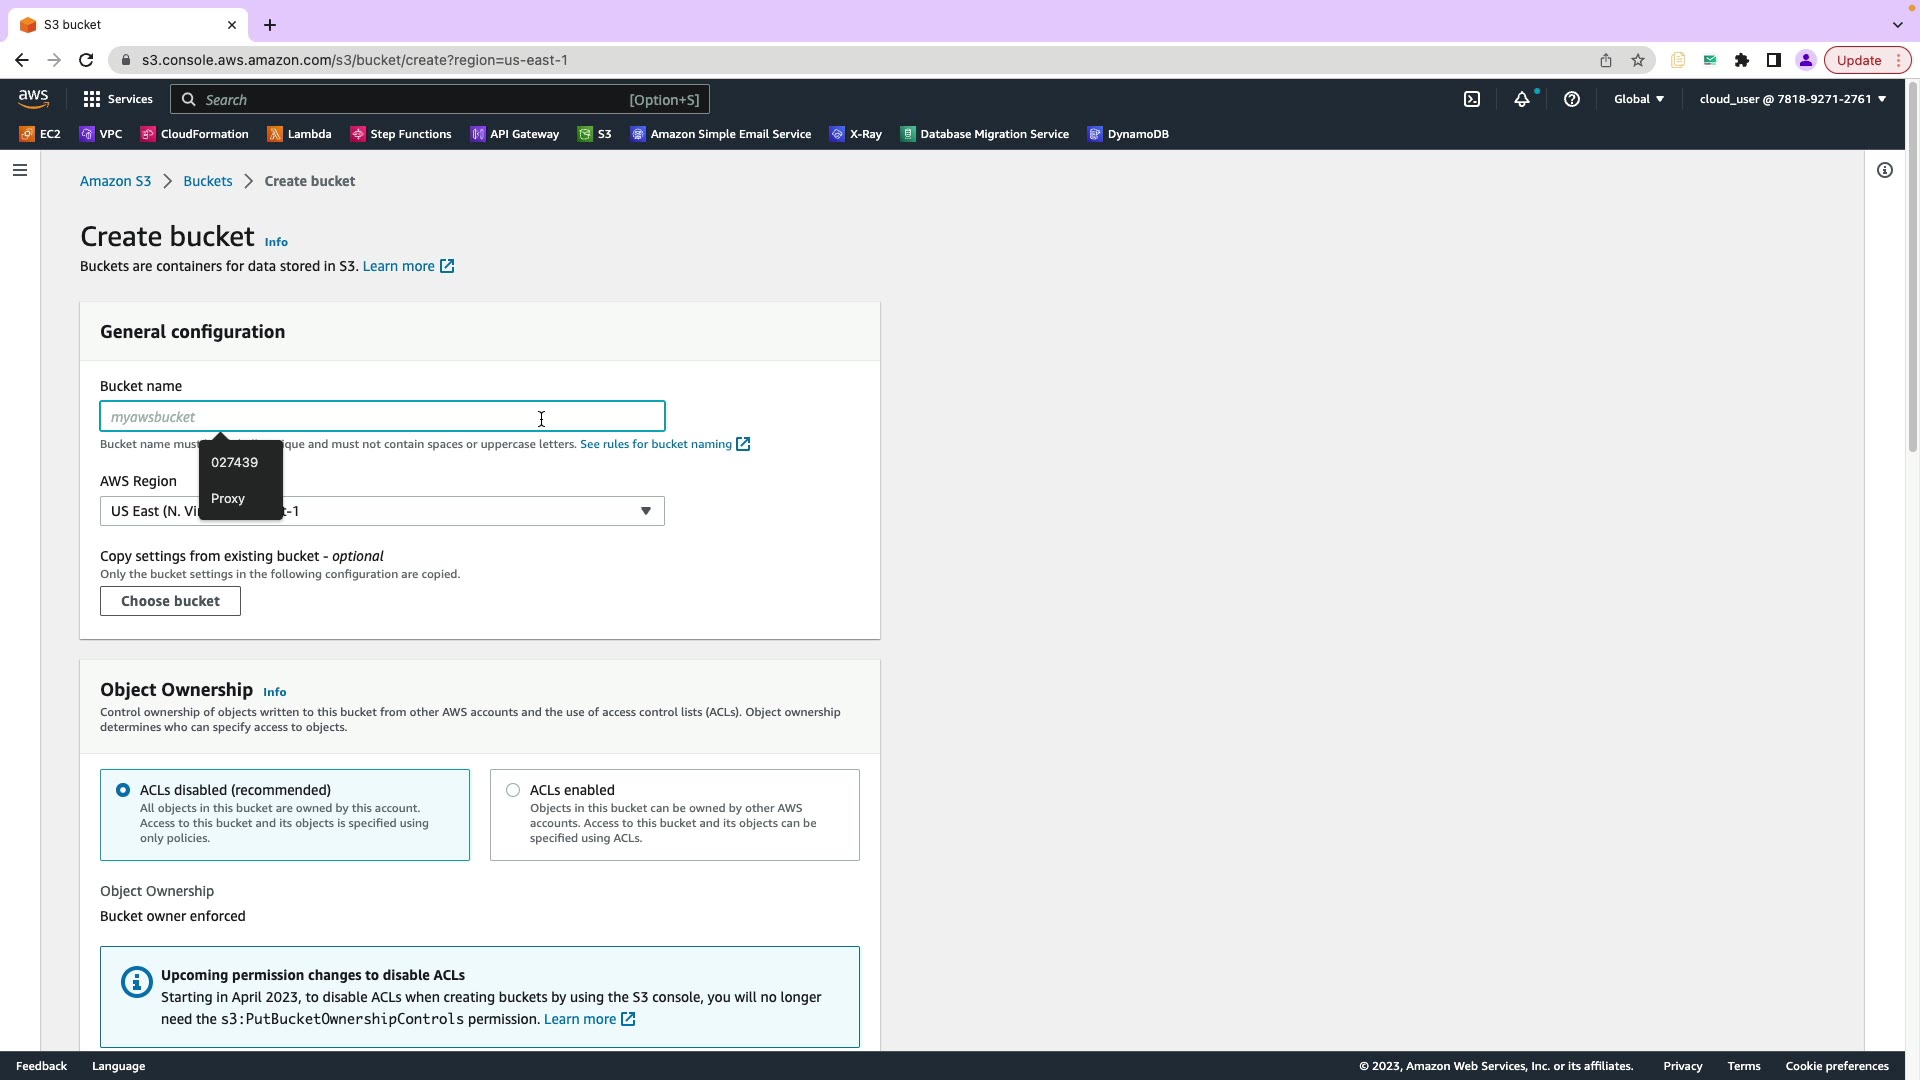 S3 bucket
s3.console.aws.amazon.com/s3/bucket/create?region=us-east-1
Update
aws
Services
Search
[Option+S]
Global
cloud_user @ 7818-9271-2761
EC2
VPC
CloudFormation
Lambda
Step Functions
API Gateway
S3
Amazon Simple Email Service
X-Ray
Database Migration Service
DynamoDB
Amazon S3 > Buckets > Create bucket
Create bucket Info
Buckets are containers for data stored in S3. Learn more
General configuration
Bucket name
myawsbucket
Bucket name must and must not contain spaces or uppercase letters. See rules for bucket naming
027439
Proxy
AWS Region
US East (N. -1
Copy settings from existing bucket - optional
Only the bucket settings in the following configuration are copied.
Choose bucket
Object Ownership Info
Control ownership of objects written to this bucket from other AWS accounts and the use of access control lists (ACLs). Object ownership
determines who can specify access to objects.
ACLs disabled (recommended)
All objects in this bucket are owned by this account.
Access to this bucket and its objects is specified using
only policies.
ACLs enabled
Objects in this bucket can be owned by other AWS
accounts. Access to this bucket and its objects can be
specified using ACLs.
Object Ownership
Bucket owner enforced
Upcoming permission changes to disable ACLs
Starting in April 2023, to disable ACLs when creating buckets by using the S3 console, you will no longer
need the s3:PutBucketOwnershipControls permission. Learn more
Feedback
Language
© 2023, Amazon Web Services, Inc. or its affiliates.
Privacy
Terms
Cookie preferences